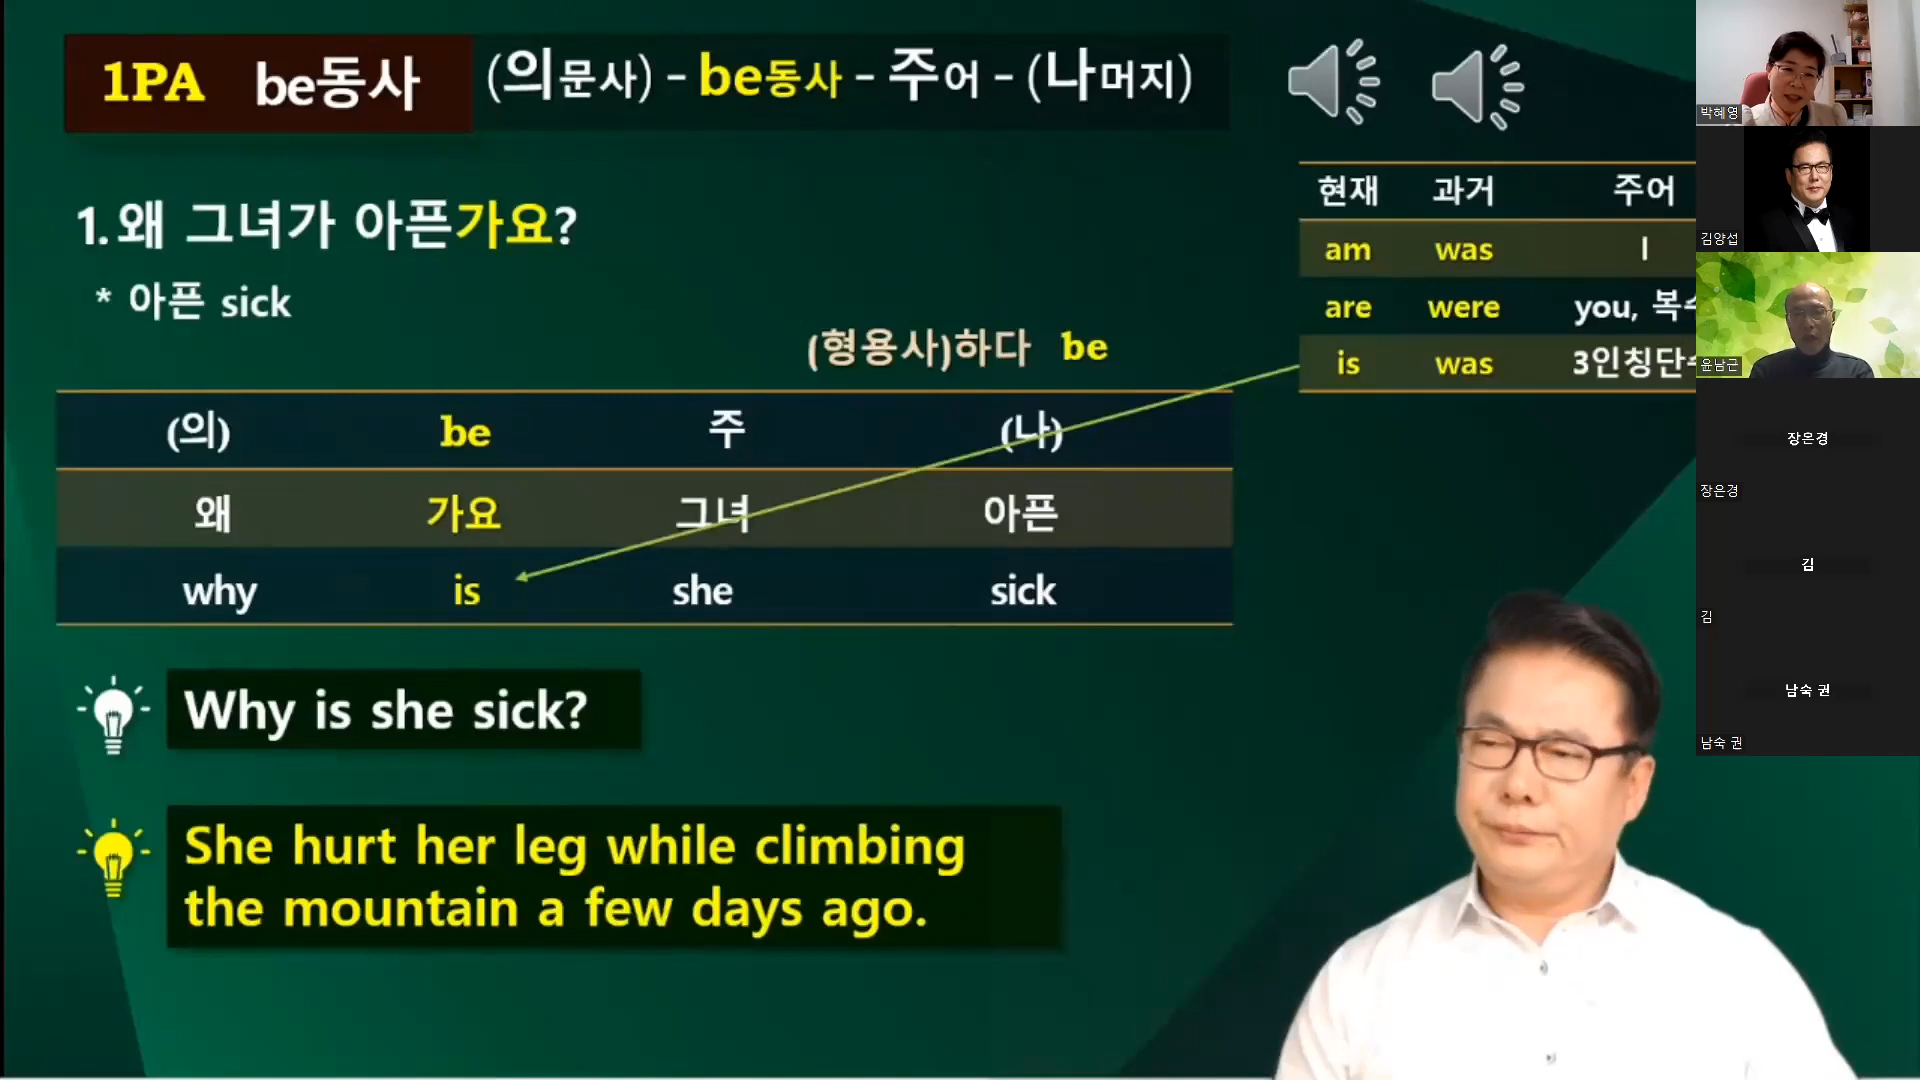 1PA be동사 (의문사) - be동사 - 주어 - (나머지)
1. 왜 그녀가 아픈가요?
* 아픈 sick
(형용사)하다 be
(의) be 주 (나)
왜 가요 그녀 아픈
why is she sick
Why is she sick?
She hurt her leg while climbing
the mountain a few days ago.
현재 과거 주어
am was I
are were you,
is was 3인칭단
박혜영
김양섭
윤남근
장은경
장은경
김
김
남숙 권
남숙 권